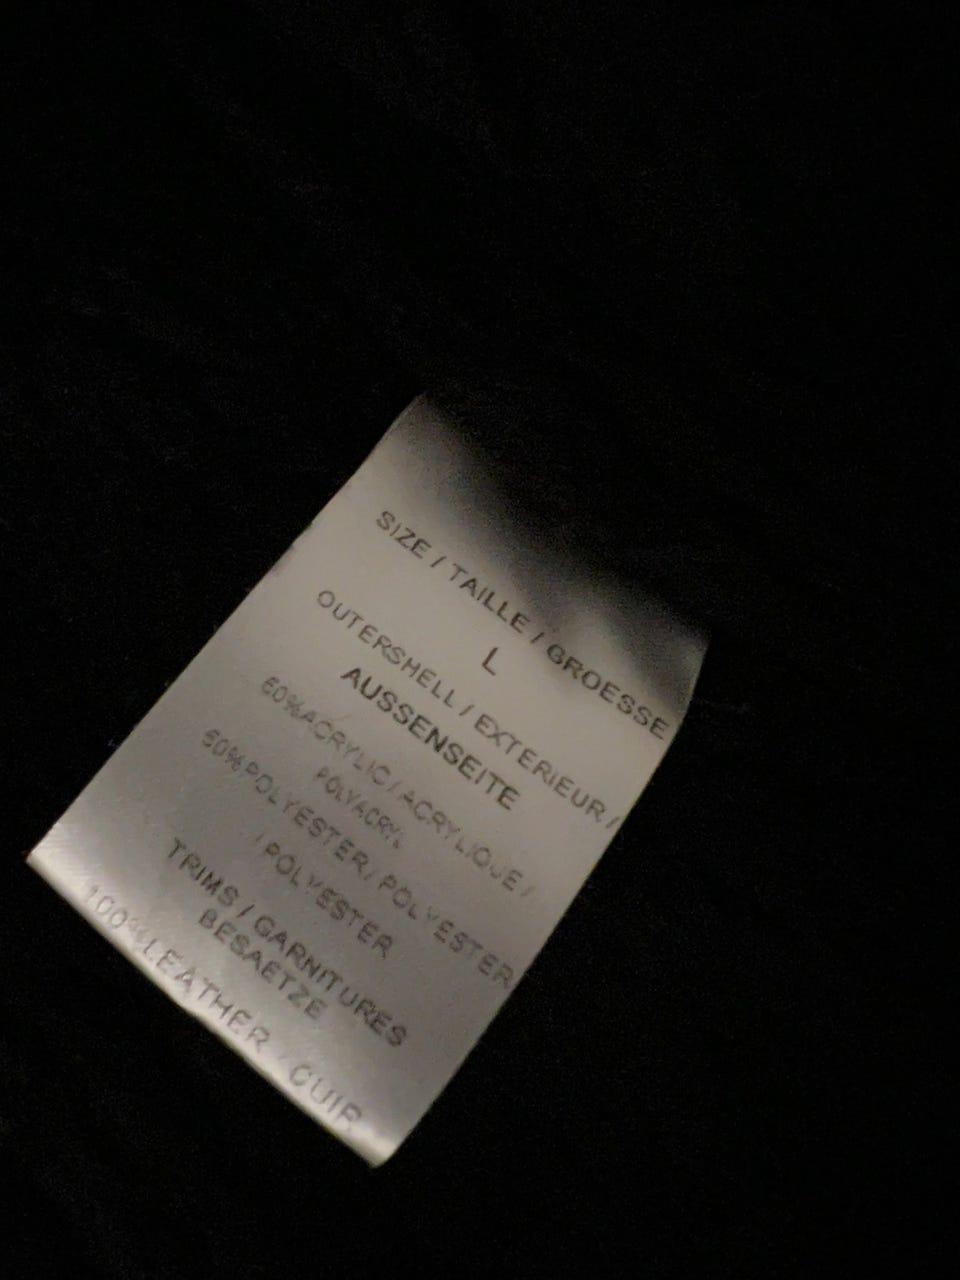 SIZE / TAILLE / GROESSE
L
OUTERSHELL / EXTERIEUR /
AUSSENSEITE
50%ACRYLIC / ACRYLIQUE /
POLYACRYL
50%POLYESTER / POLYESTER
/ POLYESTER
TRIMS / GARNITURES
BESAETZE
100%LEATHER / CUIR